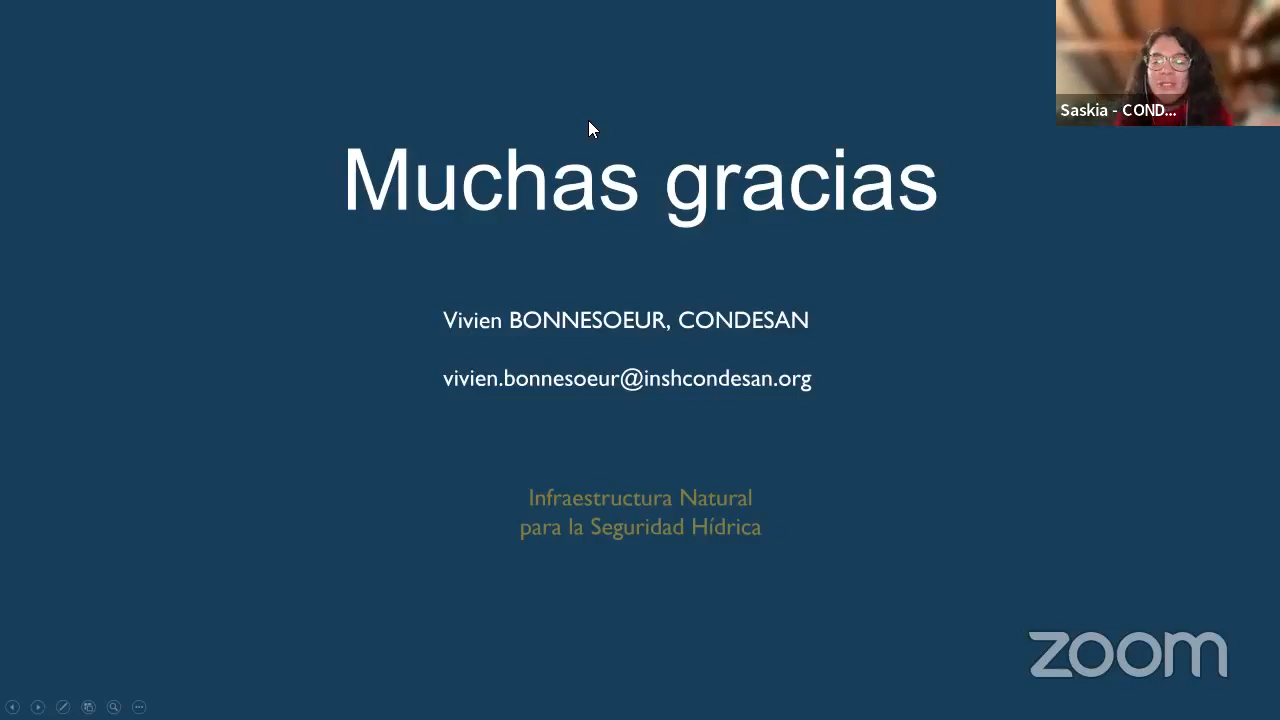 Saskia - COND...
Muchas gracias
Vivien BONNESOEUR, CONDESAN
vivien.bonnesoeur@inshcondesan.org
Infraestructura Natural
para la Seguridad Hídrica
zoom